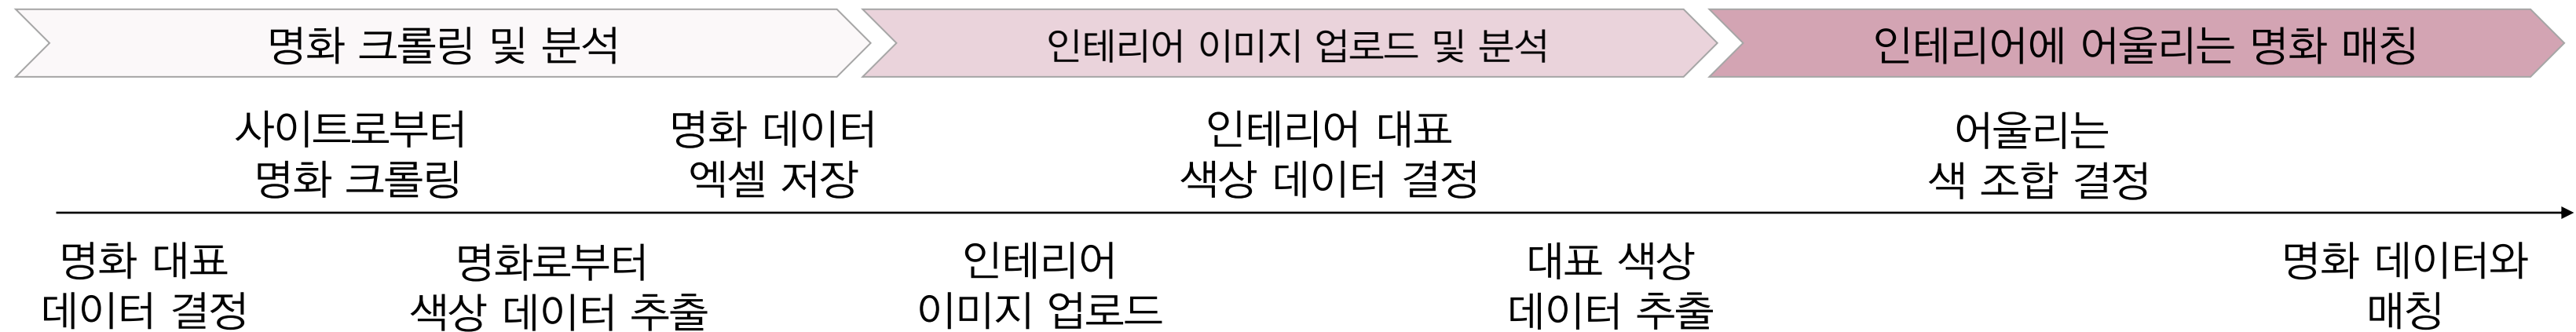 명화 크롤링 및 분석
인테리어 이미지 업로드 및 분석
인테리어에 어울리는 명화 매칭
사이트로부터
명화 크롤링
명화 데이터
엑셀 저장
인테리어 대표
색상 데이터 결정
어울리는
색 조합 결정
명화 대표
데이터 결정
명화로부터
색상 데이터 추출
인테리어
이미지 업로드
대표 색상
데이터 추출
명화 데이터와
매칭